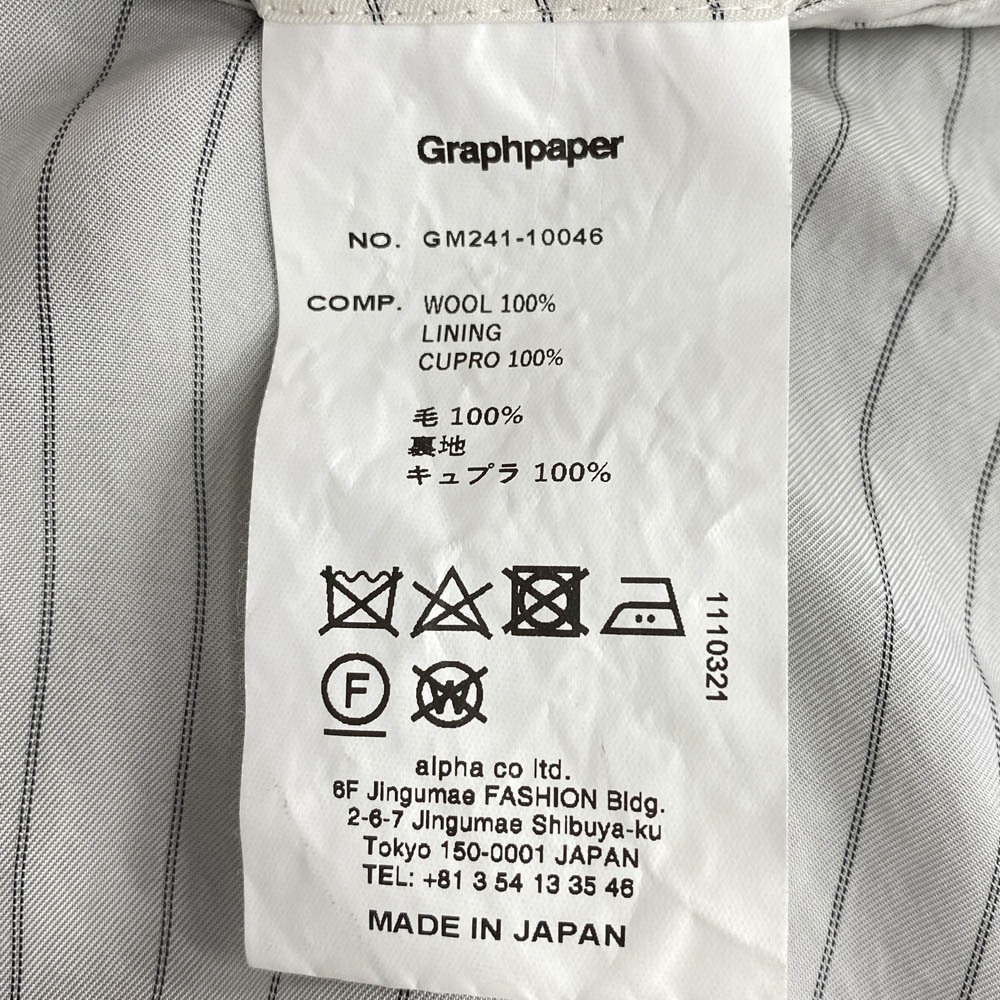 Graphpaper
NO. GM241-10046
COMP. WOOL 100%
LINING
CUPRO 100%
毛 100%
裏地
キュプラ 100%
1110321
F
W
alpha co ltd.
6F Jingumae FASHION Bldg.
2-6-7 Jingumae Shibuya-ku
Tokyo 150-0001 JAPAN
TEL: +81 3 54 13 35 46
MADE IN JAPAN